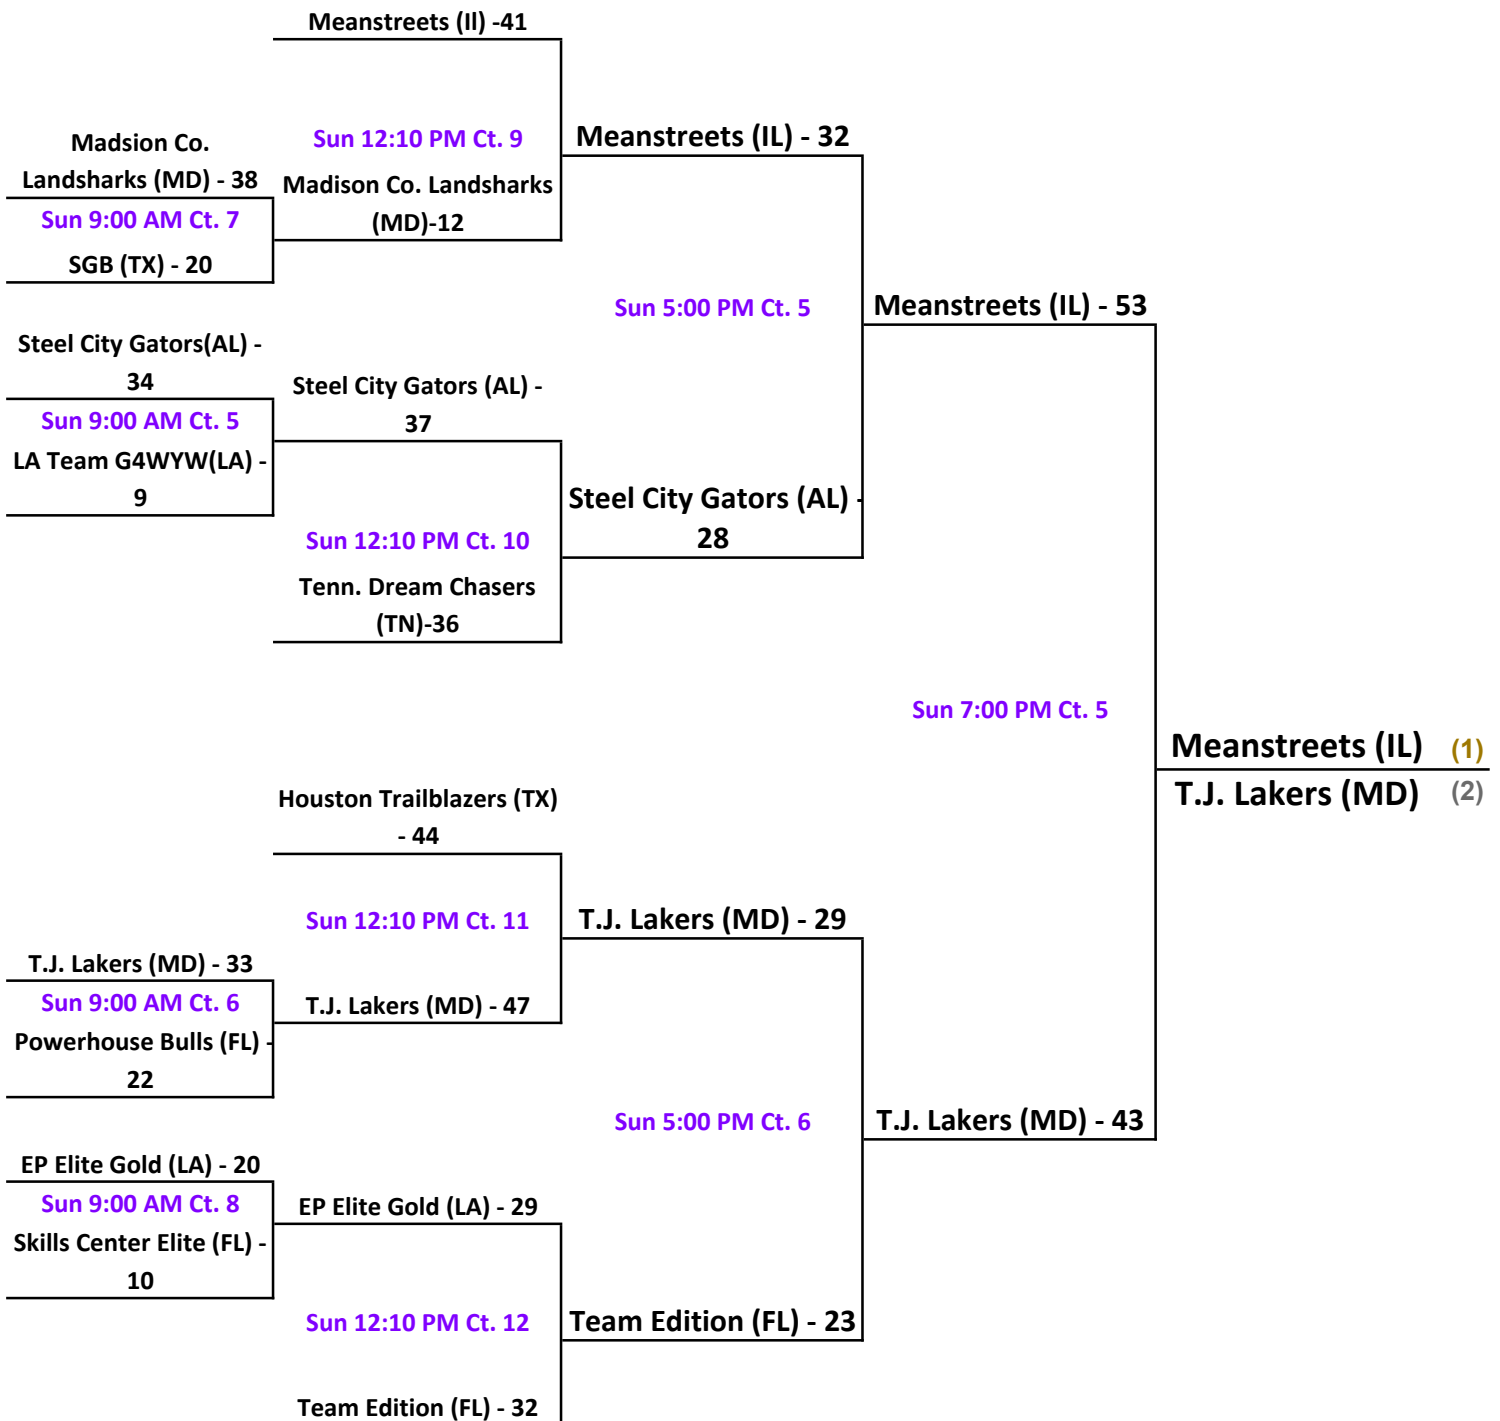 Meanstreets (Il) -41
Madsion Co.
Landsharks (MD) - 38
Sun 9:00 AM Ct. 7
SGB (TX) - 20
Sun 12:10 PM Ct. 9
Madison Co. Landsharks
(MD)-12
Meanstreets (IL) - 32
Steel City Gators(AL) -
34
Sun 9:00 AM Ct. 5
LA Team G4WYW(LA) -
9
Steel City Gators (AL) -
37
Sun 12:10 PM Ct. 10
Tenn. Dream Chasers
(TN)-36
Sun 5:00 PM Ct. 5
Steel City Gators (AL) -
28
Meanstreets (IL) - 53
Sun 7:00 PM Ct. 5
Meanstreets (IL) (1)
T.J. Lakers (MD) (2)
Houston Trailblazers (TX)
- 44
Sun 12:10 PM Ct. 11
T.J. Lakers (MD) - 29
T.J. Lakers (MD) - 33
Sun 9:00 AM Ct. 6
Powerhouse Bulls (FL) -
22
T.J. Lakers (MD) - 47
Sun 5:00 PM Ct. 6
T.J. Lakers (MD) - 43
EP Elite Gold (LA) - 20
Sun 9:00 AM Ct. 8
Skills Center Elite (FL) -
10
EP Elite Gold (LA) - 29
Sun 12:10 PM Ct. 12
Team Edition (FL) - 23
Team Edition (FL) - 32